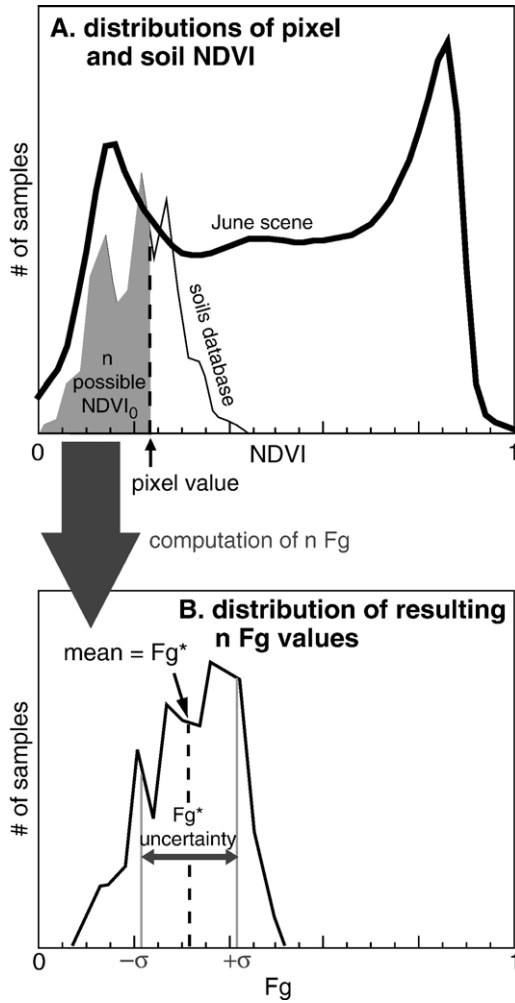 A. distributions of pixel
and soil NDVI
# of samples
June scene
soils database
n
possible
NDVI₀
0
NDVI
1
pixel value
computation of n Fg
B. distribution of resulting
n Fg values
mean = Fg*
# of samples
Fg*
uncertainty
0
−σ
+σ
1
Fg